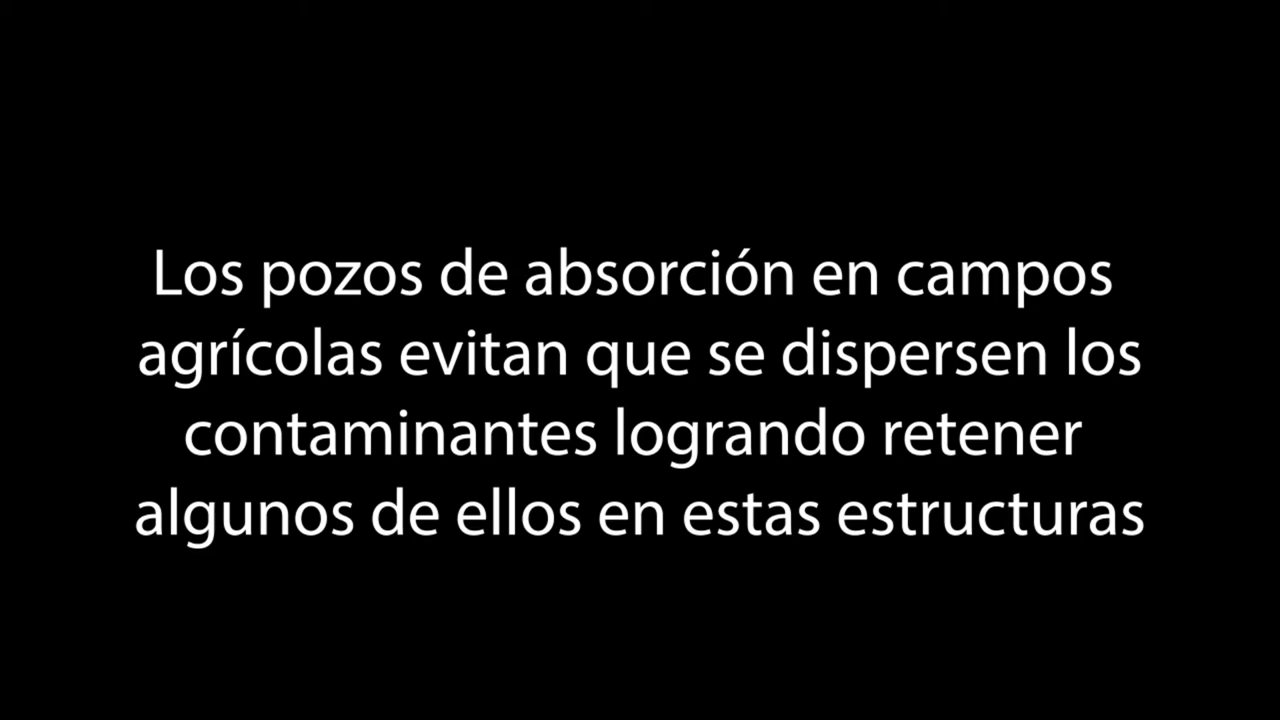 Los pozos de absorción en campos
agrícolas evitan que se dispersen los
contaminantes logrando retener
algunos de ellos en estas estructuras